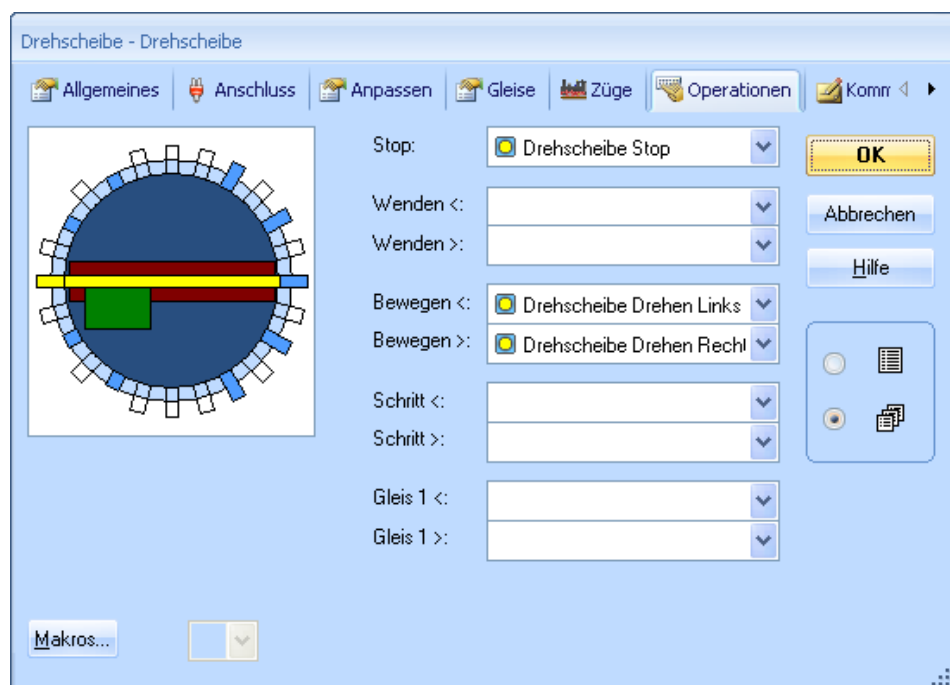 Drehscheibe - Drehscheibe
Allgemeines Anschluss Anpassen Gleise Züge Operationen Komm
Stop: Drehscheibe Stop
OK
Wenden <:
Abbrechen
Wenden >:
Hilfe
Bewegen <: Drehscheibe Drehen Links
Bewegen >: Drehscheibe Drehen Recht
Schritt <:
Schritt >:
Gleis 1 <:
Gleis 1 >:
Makros...